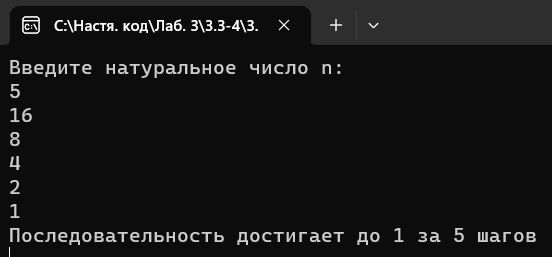 C:\Настя. код\Лаб. 3\3.3-4\3.
Введите натуральное число n:
5
16
8
4
2
1
Последовательность достигает до 1 за 5 шагов